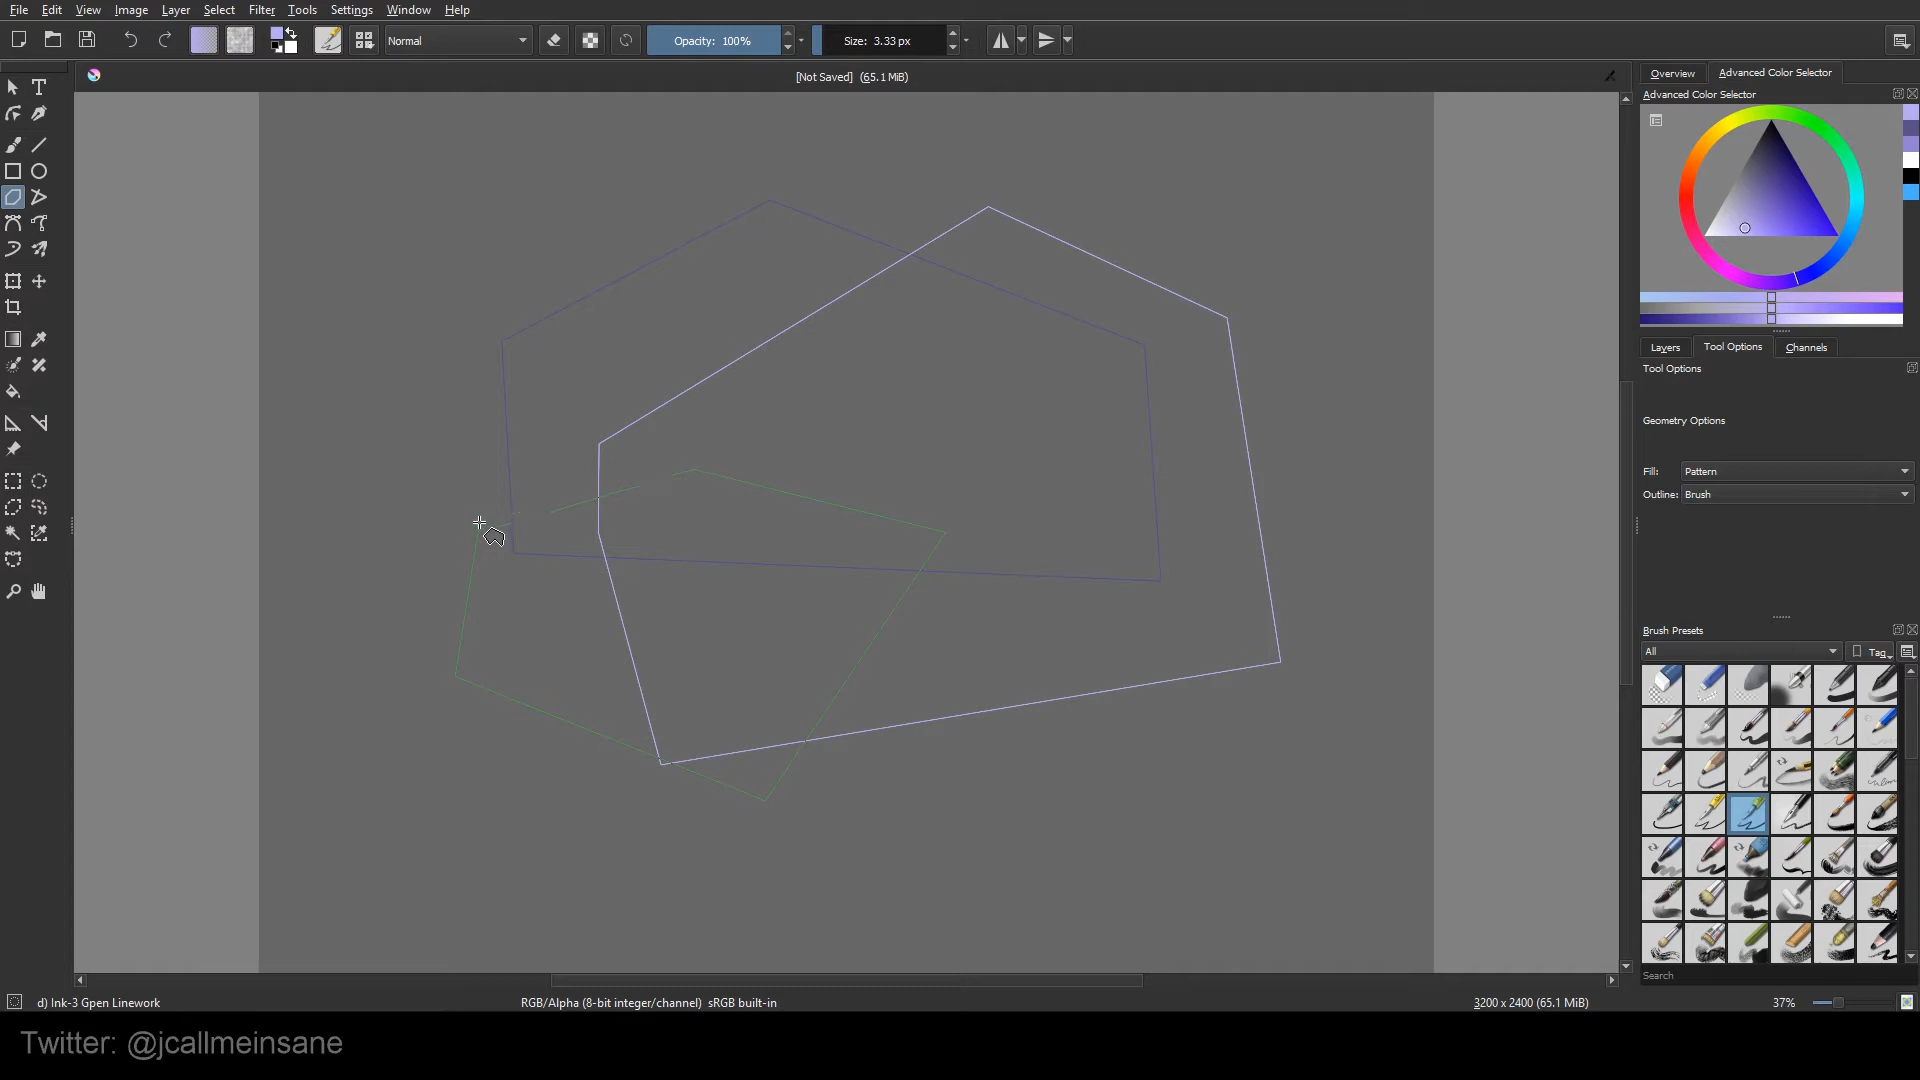 File Edit View Image Layer Select Filter Tools Settings Window Help
Normal Opacity: 100% Size: 3.33 px
[Not Saved] (65.1 MiB)
Overview Advanced Color Selector
Advanced Color Selector
Layers Tool Options Channels
Tool Options
Geometry Options
Fill: Pattern
Outline: Brush
Brush Presets
All Tag
Search
d) Ink-3 Gpen Linework RGB/Alpha (8-bit integer/channel) sRGB built-in 3200 x 2400 (65.1 MiB) 37%
Twitter: @jcallmeinsane